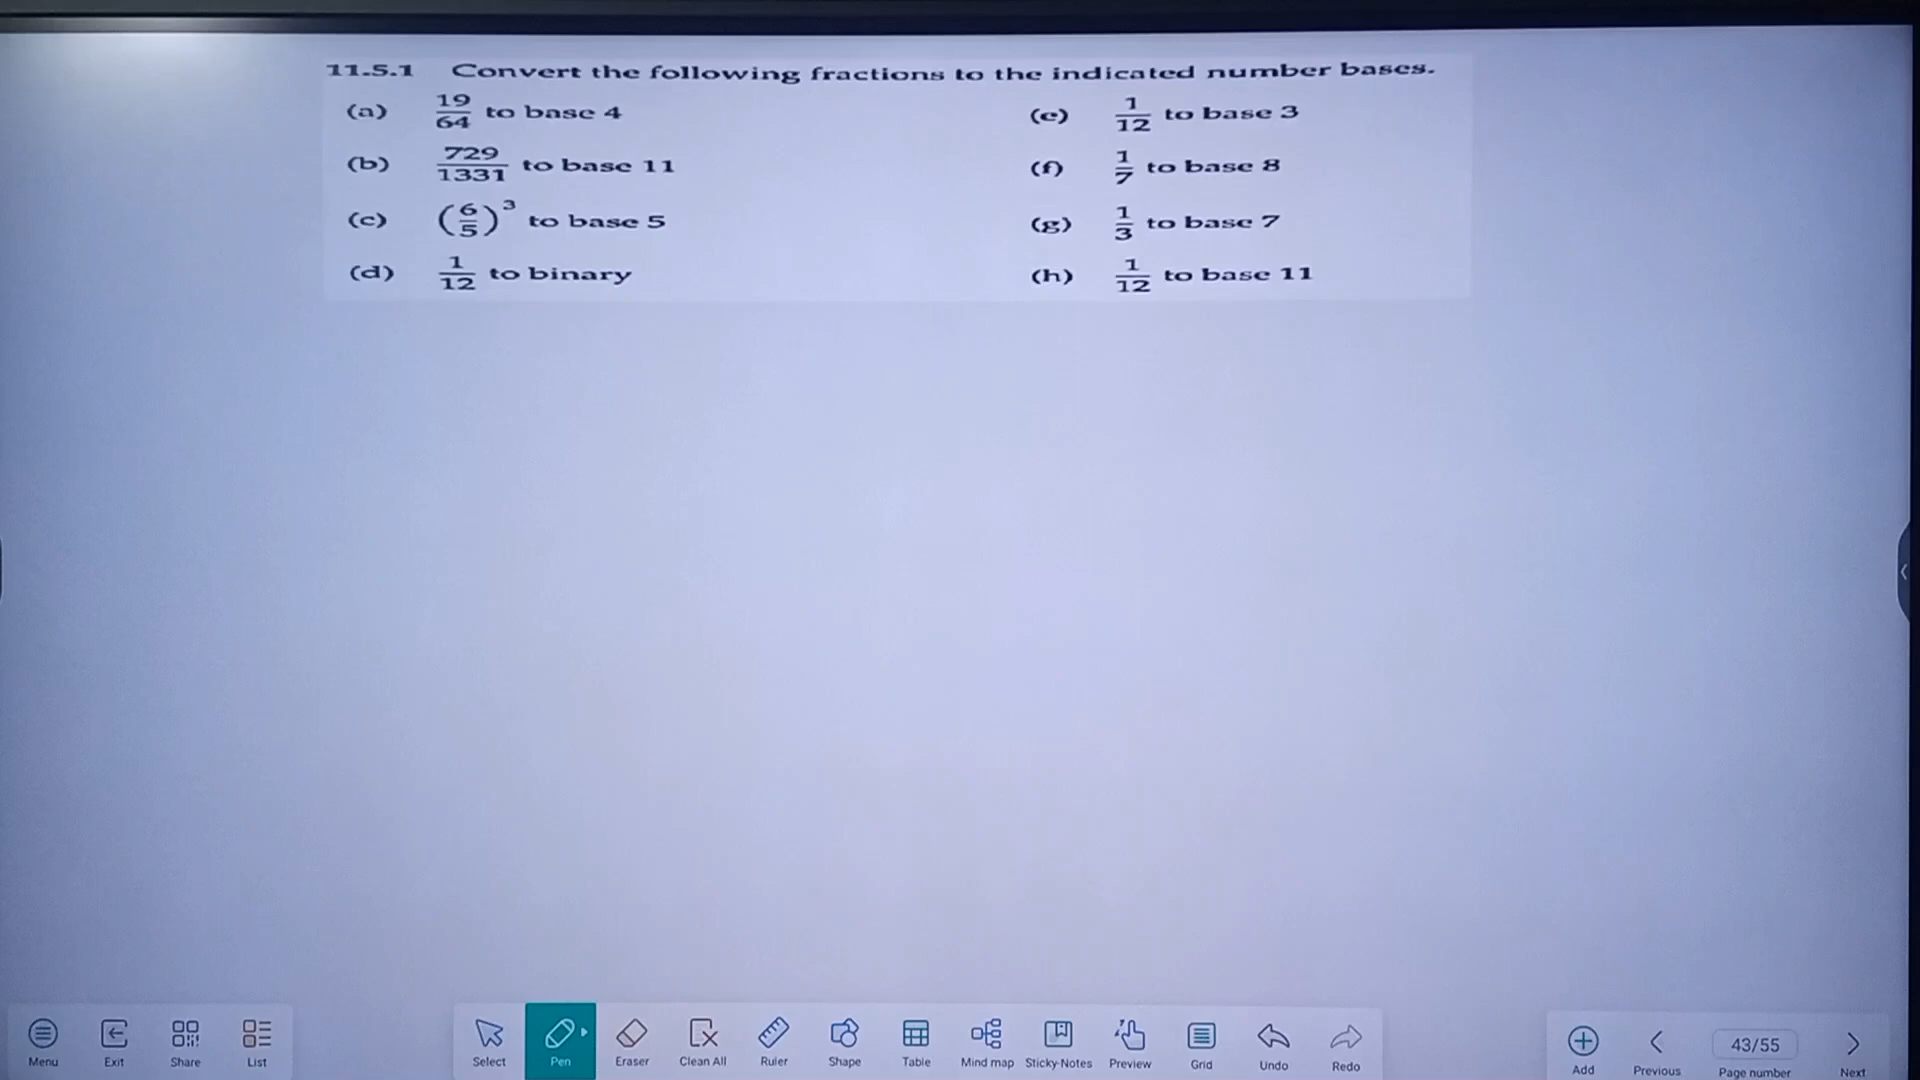 11.5.1 Convert the following fractions to the indicated number bases.
(a) 19/64 to base 4
(b) 729/1331 to base 11
(c) (6/5)^3 to base 5
(d) 1/12 to binary
(e) 1/12 to base 3
(f) 1/7 to base 8
(g) 1/3 to base 7
(h) 1/12 to base 11
Menu Exit Share List
Select Pen Eraser Clean All Ruler Shape Table Mind map Sticky-Notes Preview Grid Undo Redo
Add Previous 43/55 Page number Next